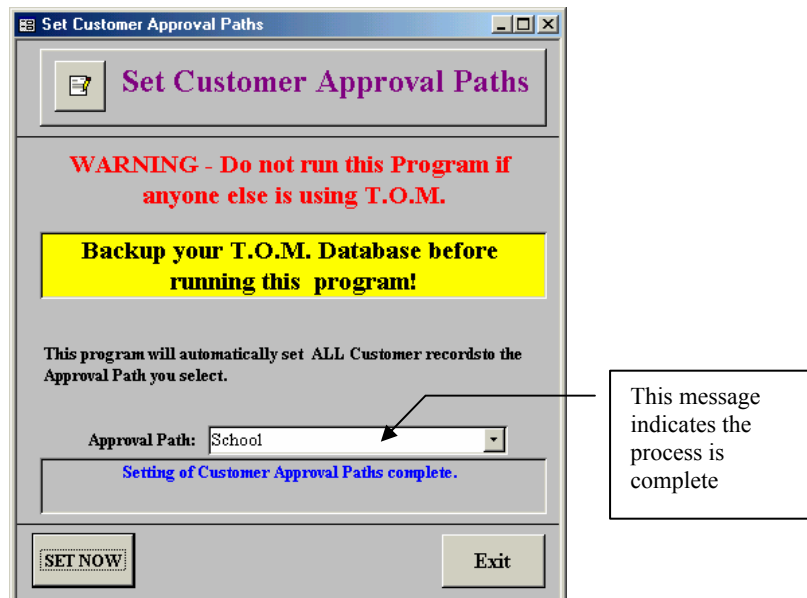 Set Customer Approval Paths
Set Customer Approval Paths
WARNING - Do not run this Program if
anyone else is using T.O.M.
Backup your T.O.M. Database before
running this program!
This program will automatically set ALL Customer recordsto the
Approval Path you select.
Approval Path: School
Setting of Customer Approval Paths complete.
SET NOW
Exit
This message
indicates the
process is
complete